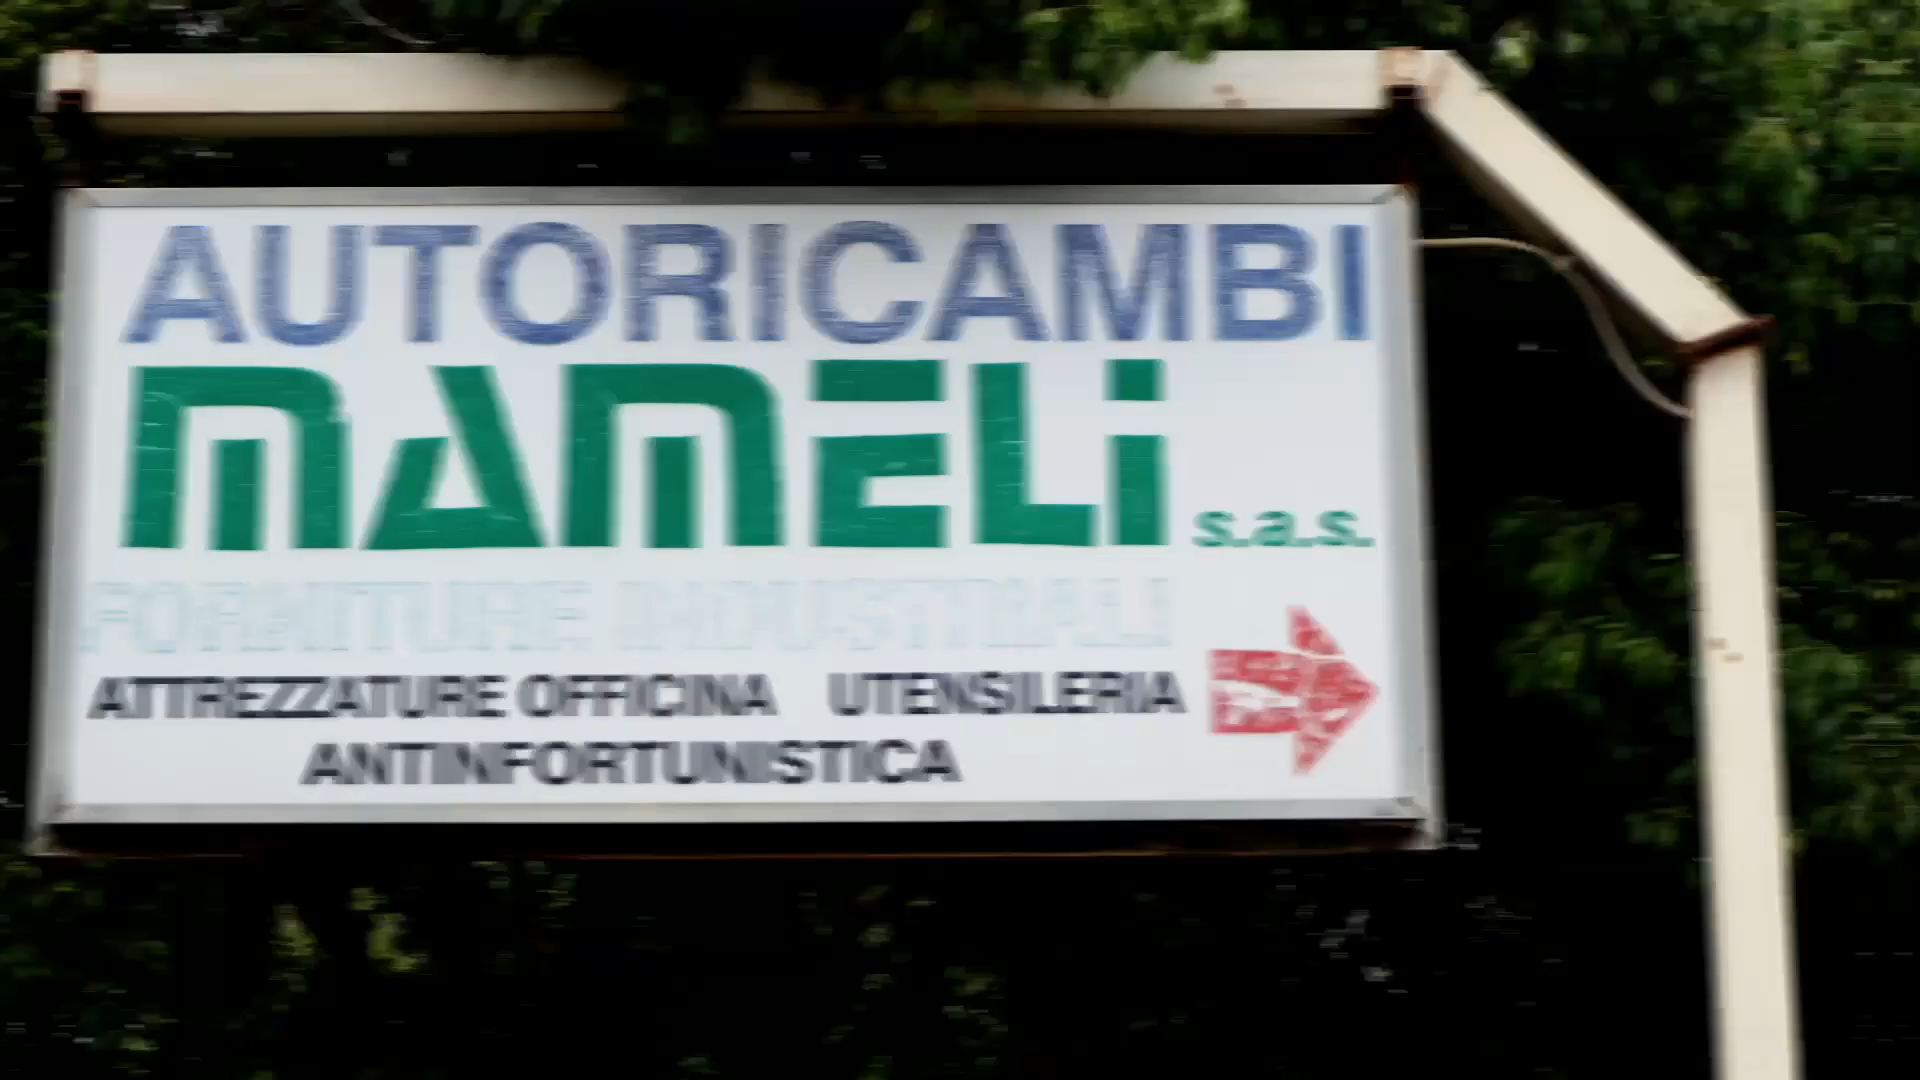 AUTORICAMBI
MAMELI s.a.s.
FORNITURE INDUSTRIALI
ATTREZZATURE OFFICINA UTENSILERIA
ANTINFORTUNISTICA